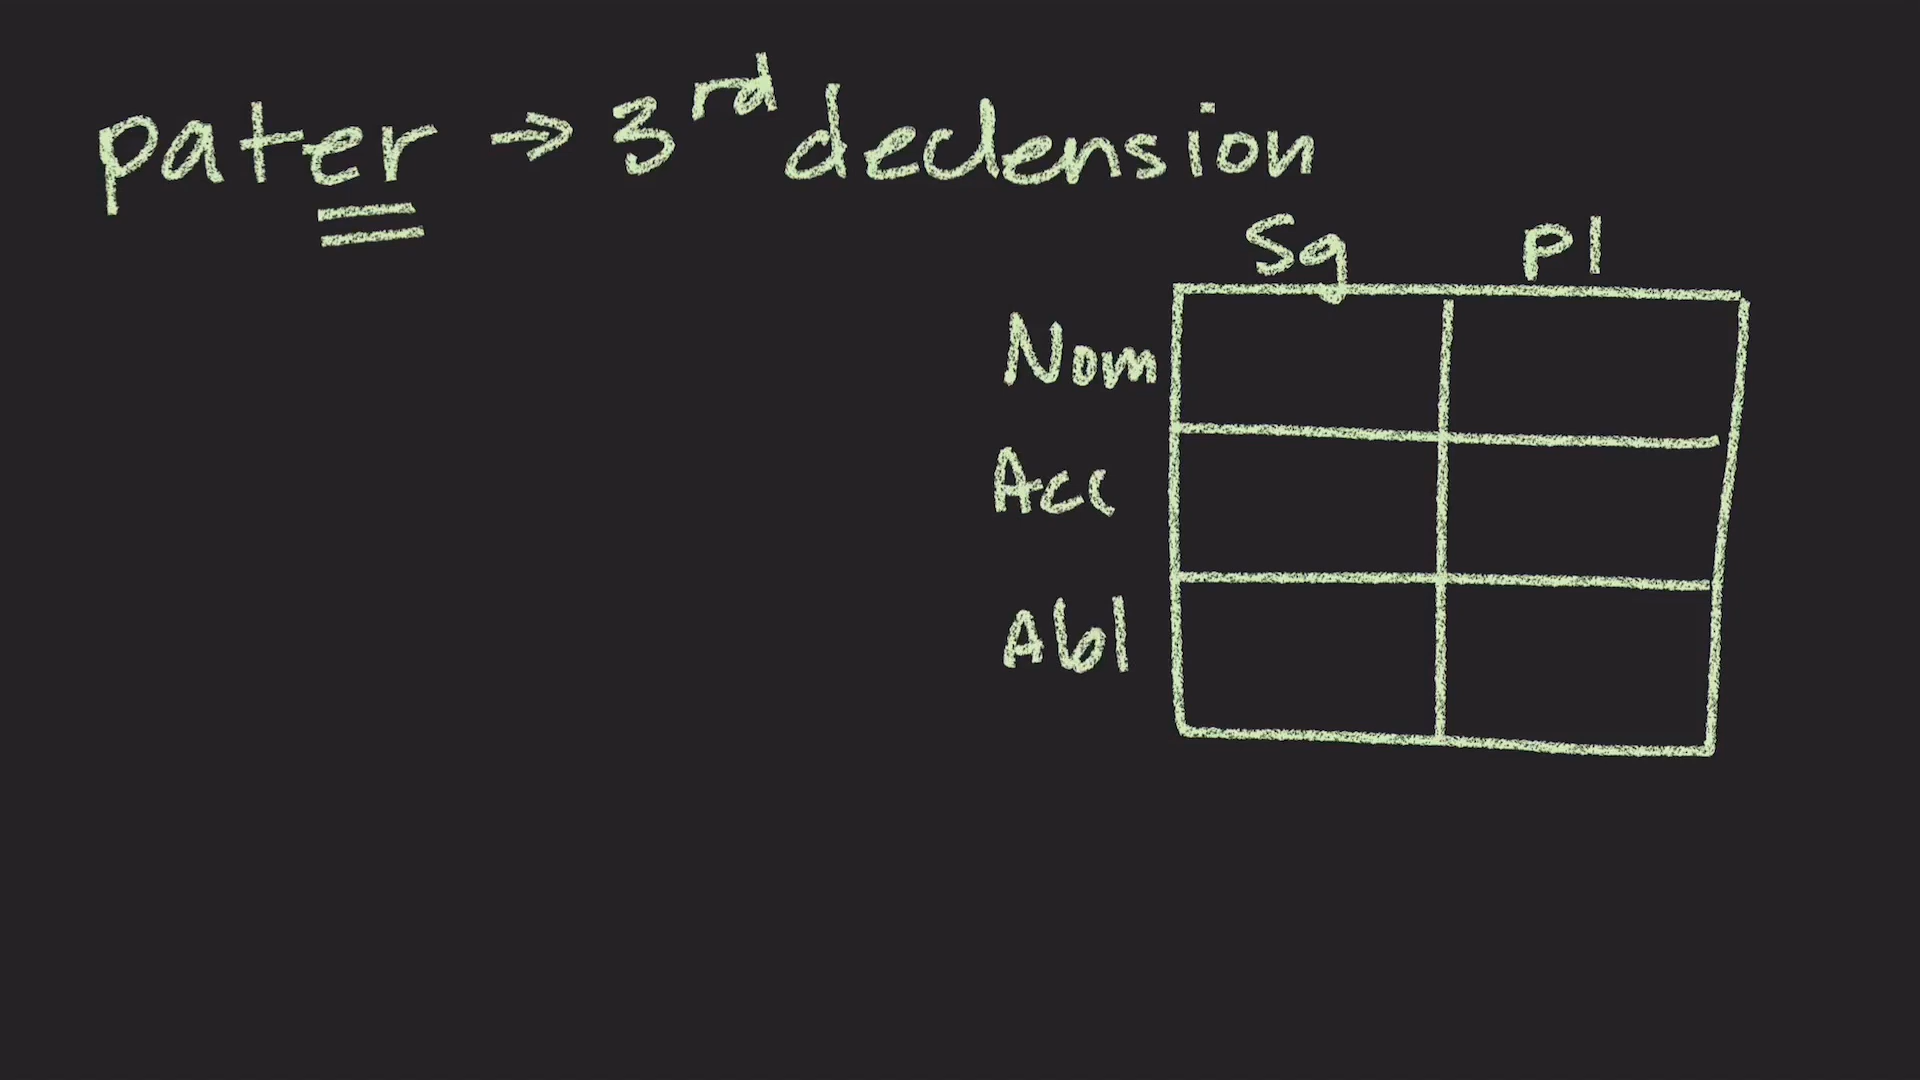 pater → 3rd declension
Sg Pl
Nom
Acc
Abl